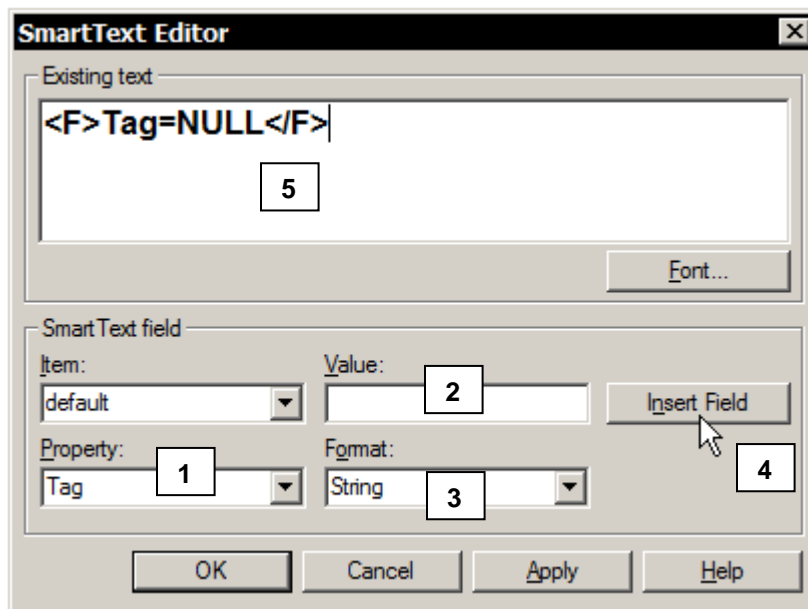 SmartText Editor
Existing text
<F>Tag=NULL</F>
5
Font...
SmartText field
Item:
Value:
default
2
Insert Field
Property:
Format:
1
Tag
String
3
4
OK
Cancel
Apply
Help